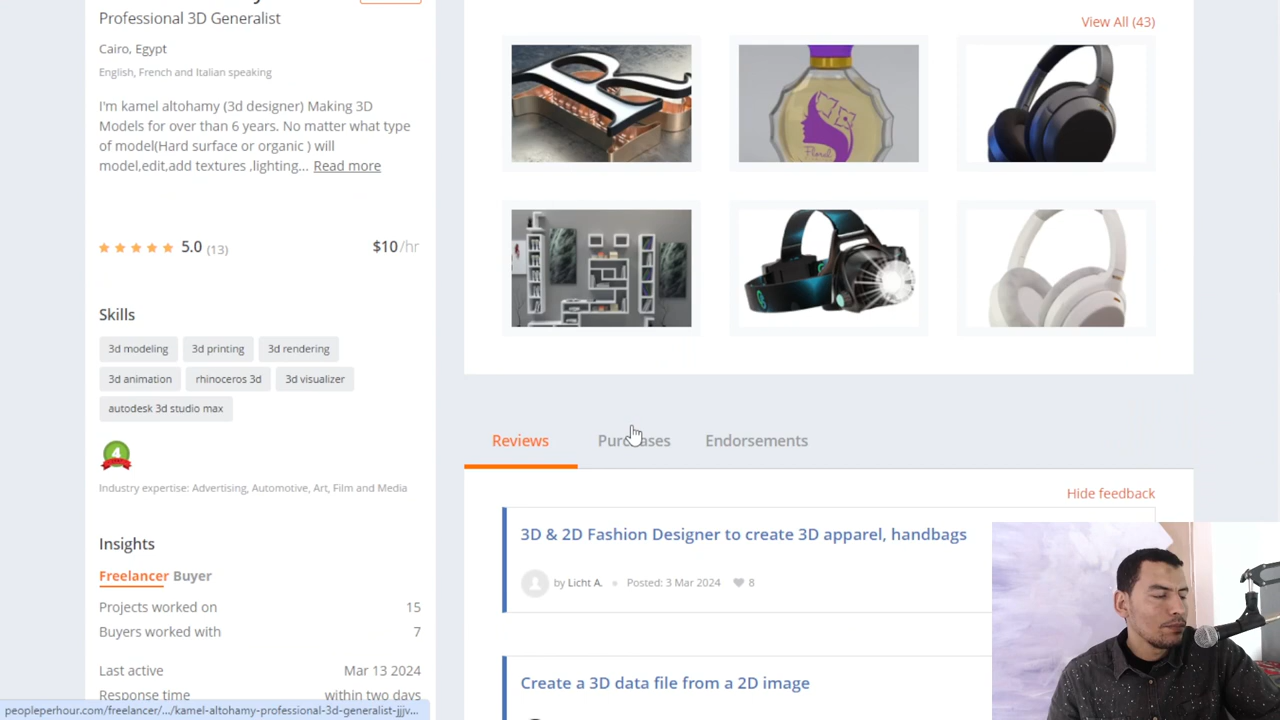 Professional 3D Generalist
Cairo, Egypt
English, French and Italian speaking
I'm kamel altohamy (3d designer) Making 3D
Models for over than 6 years. No matter what type
of model(Hard surface or organic ) will
model,edit,add textures ,lighting... Read more
5.0 (13) $10/hr
Skills
3d modeling 3d printing 3d rendering
3d animation rhinoceros 3d 3d visualizer
autodesk 3d studio max
4
Industry expertise: Advertising, Automotive, Art, Film and Media
Insights
Freelancer Buyer
Projects worked on 15
Buyers worked with 7
Last active Mar 13 2024
Response time within two days
peopleperhour.com/freelancer/.../kamel-altohamy-professional-3d-generalist-jjjv...
View All (43)
Floral
Reviews Purchases Endorsements
Hide feedback
3D & 2D Fashion Designer to create 3D apparel, handbags
by Licht A. Posted: 3 Mar 2024 8
Create a 3D data file from a 2D image